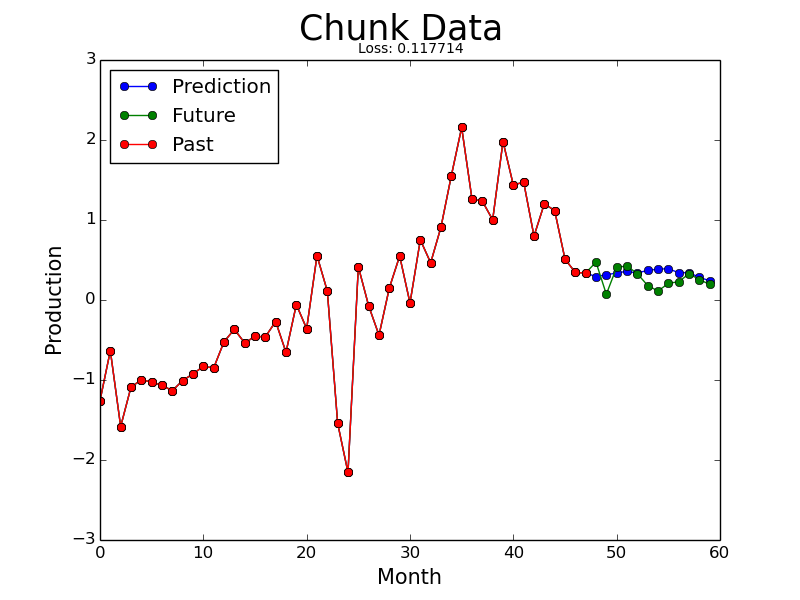 Chunk Data
Loss: 0.117714
Prediction
Future
Past
3
2
1
0
−1
−2
−3
Production
0 10 20 30 40 50 60
Month